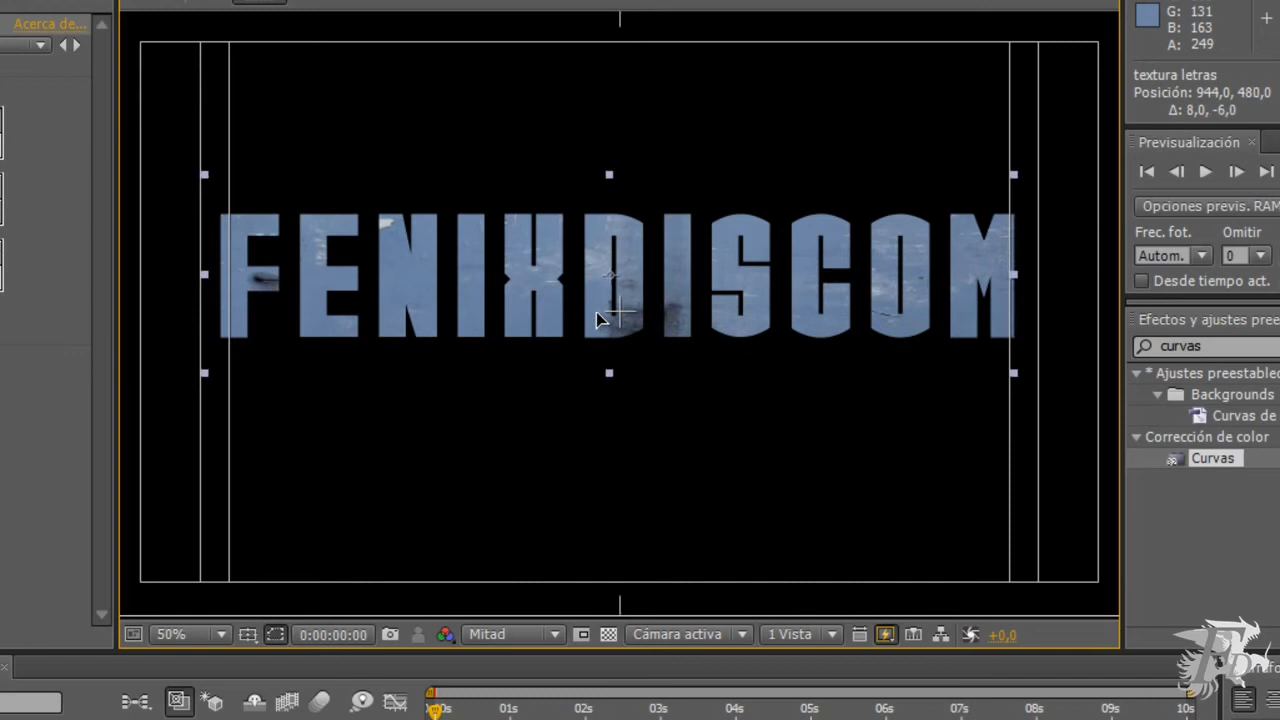 Acerca de...
G: 131
B: 163
A: 249
textura letras
Posición: 944,0, 480,0
Δ: 8,0, -6,0
Previsualización
Opciones previs. RAM
Frec. fot.
Omitir
Autom.
0
Desde tiempo act.
Efectos y ajustes pree
curvas
* Ajustes preestable
Backgrounds
Curvas de
Corrección de color
Curvas
FENIXDISCOM
50%
0:00:00:00
Mitad
Cámara activa
1 Vista
+0,0
0s 01s 02s 03s 04s 05s 06s 07s 08s 09s 10s